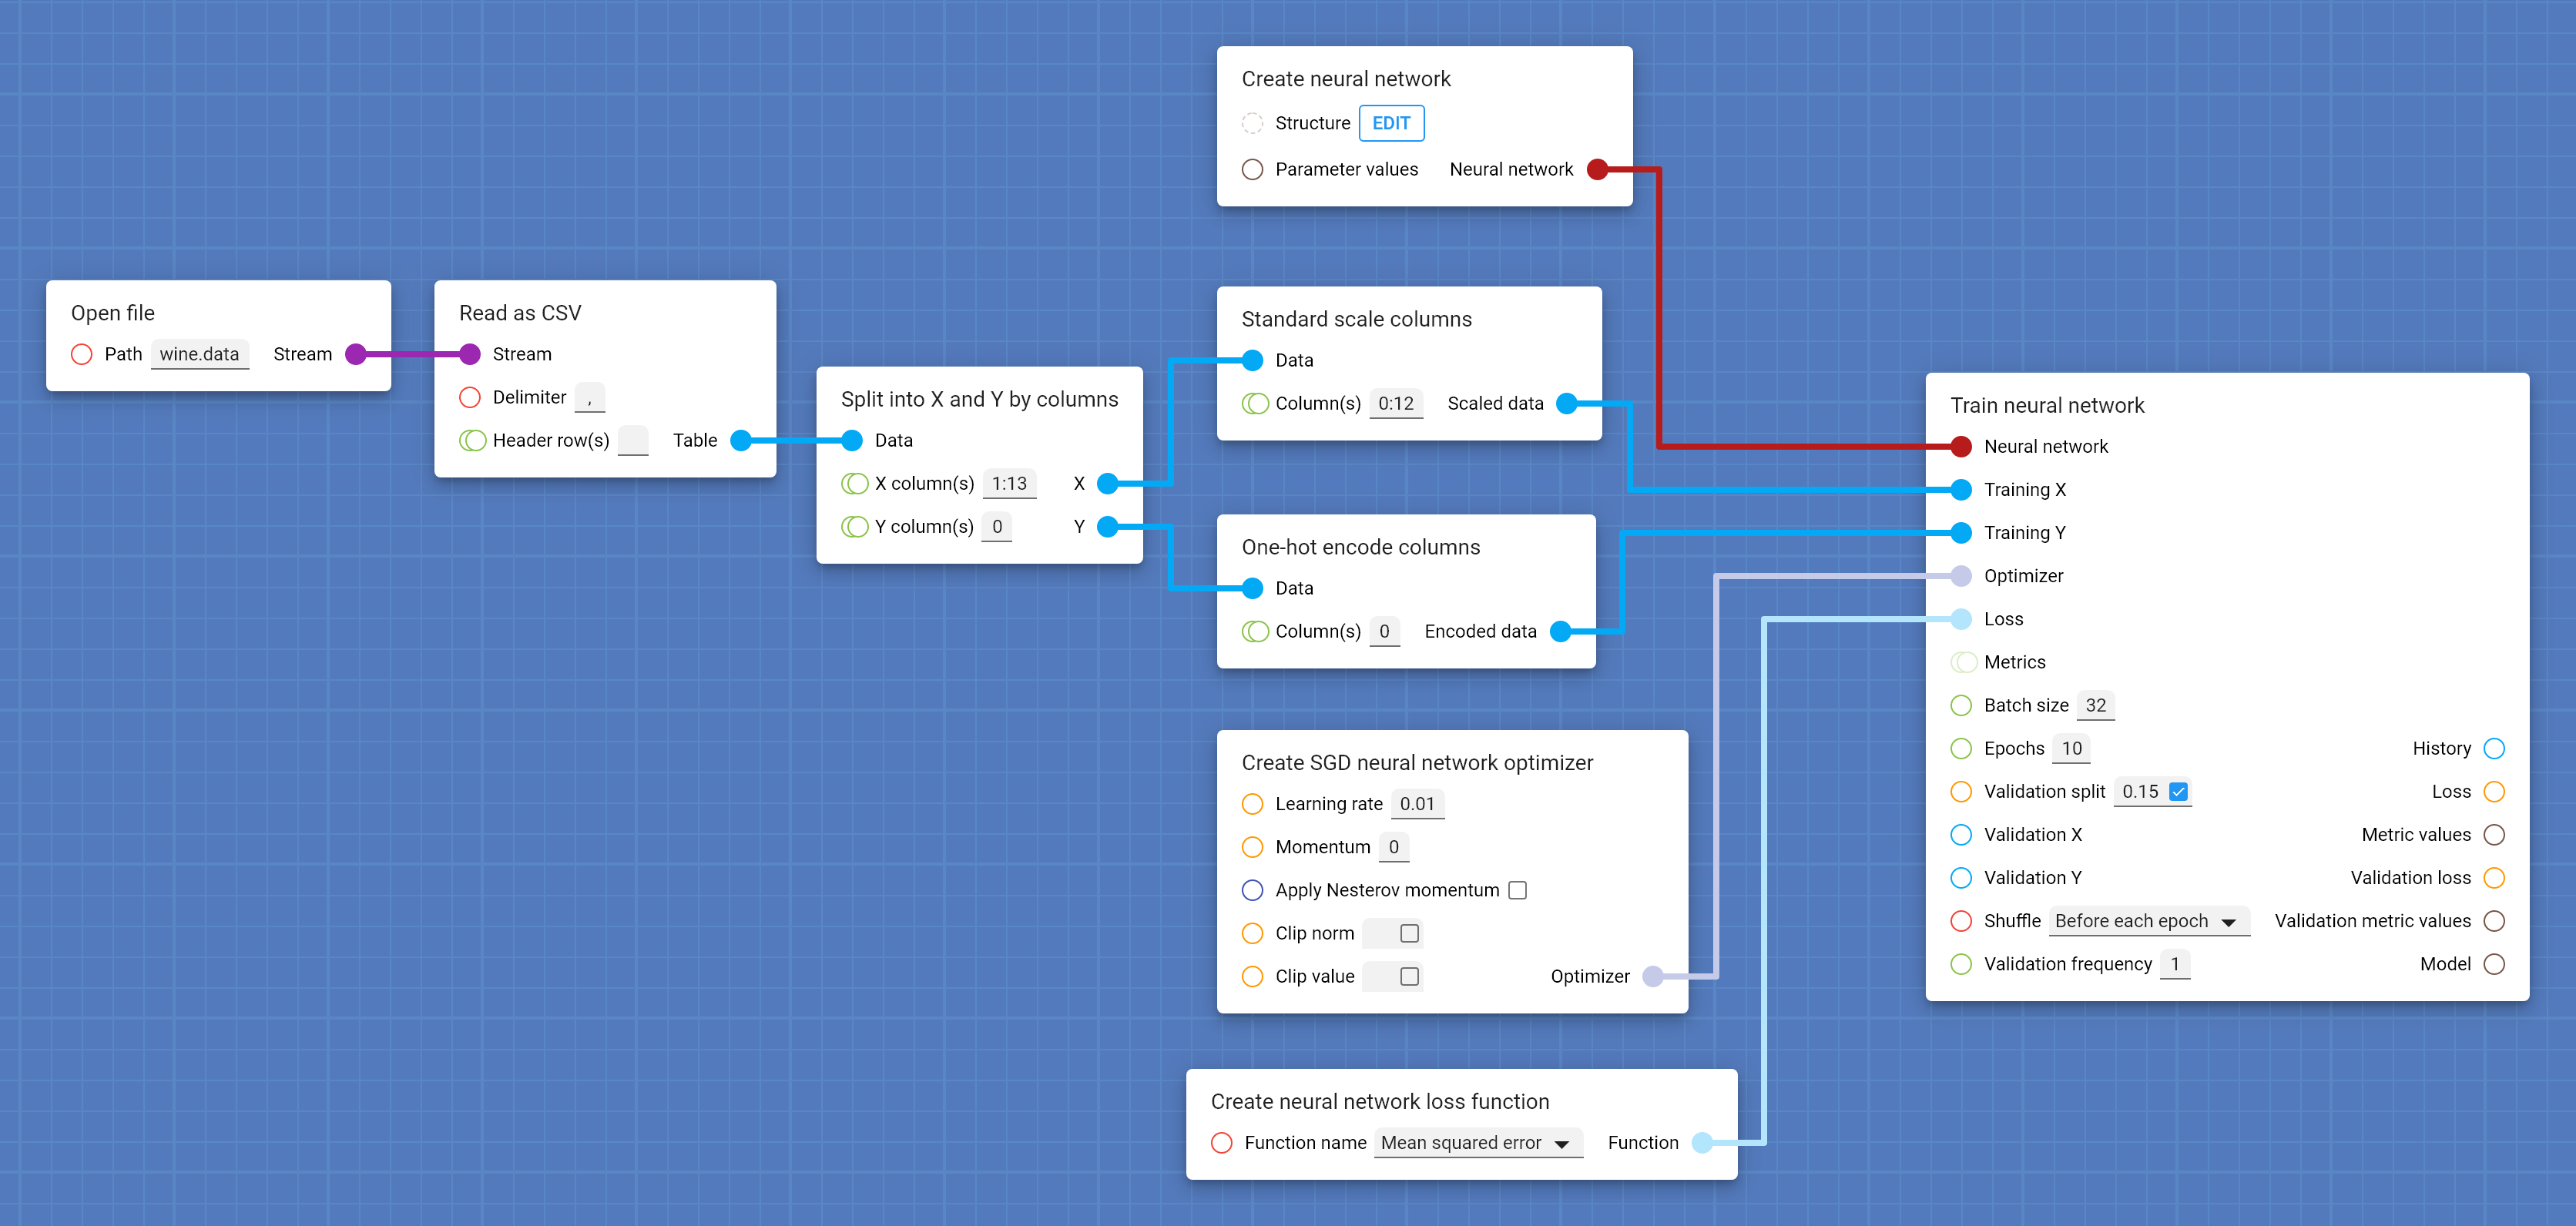 Create neural network
Structure EDIT
Parameter values Neural network
Open file
Path wine.data Stream
Read as CSV
Stream
Delimiter ,
Header row(s) Table
Split into X and Y by columns
Data
X column(s) 1:13 X
Y column(s) 0 Y
Standard scale columns
Data
Column(s) 0:12 Scaled data
One-hot encode columns
Data
Column(s) 0 Encoded data
Create SGD neural network optimizer
Learning rate 0.01
Momentum 0
Apply Nesterov momentum
Clip norm
Clip value Optimizer
Create neural network loss function
Function name Mean squared error Function
Train neural network
Neural network
Training X
Training Y
Optimizer
Loss
Metrics
Batch size 32
Epochs 10 History
Validation split 0.15 Loss
Validation X Metric values
Validation Y Validation loss
Shuffle Before each epoch Validation metric values
Validation frequency 1 Model